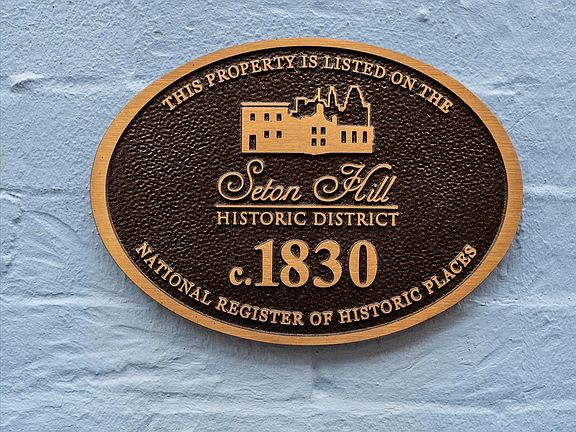 THIS PROPERTY IS LISTED ON THE
Seton Hill
HISTORIC DISTRICT
c.1830
NATIONAL REGISTER OF HISTORIC PLACES